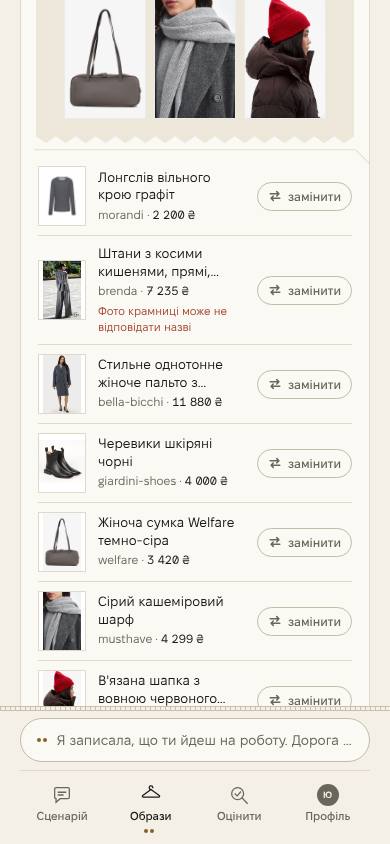 Лонгслів вільного
крою графіт
morandi · 2 200 ₴
замінити
Штани з косими
кишенями, прямі,...
brenda · 7 235 ₴
Фото крамниці може не
відповідати назві
замінити
Стильне однотонне
жіноче пальто з...
bella-bicchi · 11 880 ₴
замінити
Черевики шкіряні
чорні
giardini-shoes · 4 000 ₴
замінити
Жіноча сумка Welfare
темно-сіра
welfare · 3 420 ₴
замінити
Сірий кашеміровий
шарф
musthave · 4 299 ₴
замінити
В'язана шапка з
вовною червоного...
замінити
Я записала, що ти йдеш на роботу. Дорога ...
Сценарій
Образи
Оцінити
Ю
Профіль